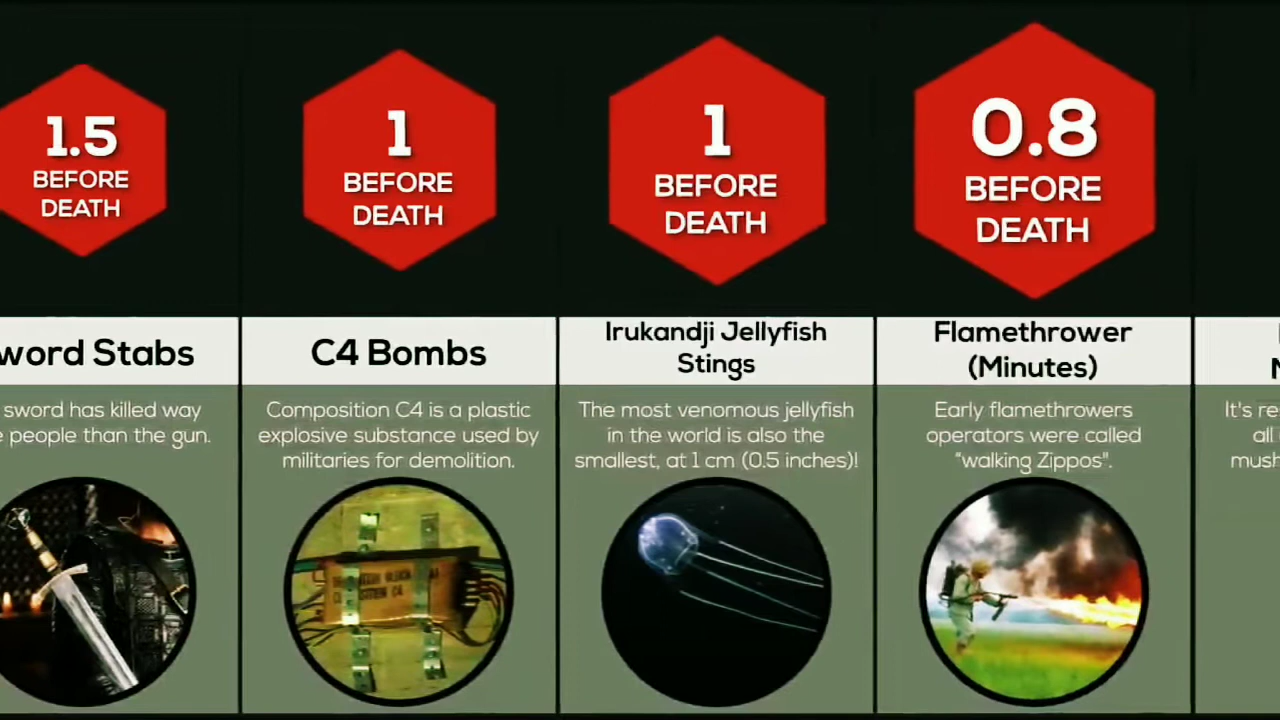 1.5
BEFORE
DEATH
word Stabs
sword has killed way
people than the gun.
1
BEFORE
DEATH
C4 Bombs
Composition C4 is a plastic
explosive substance used by
militaries for demolition.
1
BEFORE
DEATH
Irukandji Jellyfish
Stings
The most venomous jellyfish
in the world is also the
smallest, at 1 cm (0.5 inches)!
0.8
BEFORE
DEATH
Flamethrower
(Minutes)
Early flamethrowers
operators were called
“walking Zippos”.
It's re
all
mush